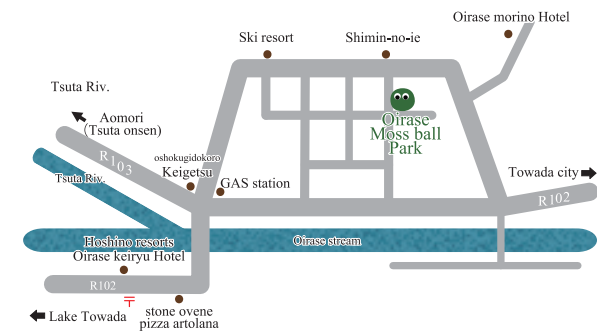 Oirase morino Hotel
Ski resort
Shimin-no-ie
Tsuta Riv.
Aomori
(Tsuta onsen)
Oirase
Moss ball
Park
R103
oshokugidokoro
Keigetsu
GAS station
Tsuta Riv.
Towada city
R102
Hoshino resorts
Oirase keiryu Hotel
Oirase stream
R102
〒
Lake Towada
stone ovene
pizza artolana